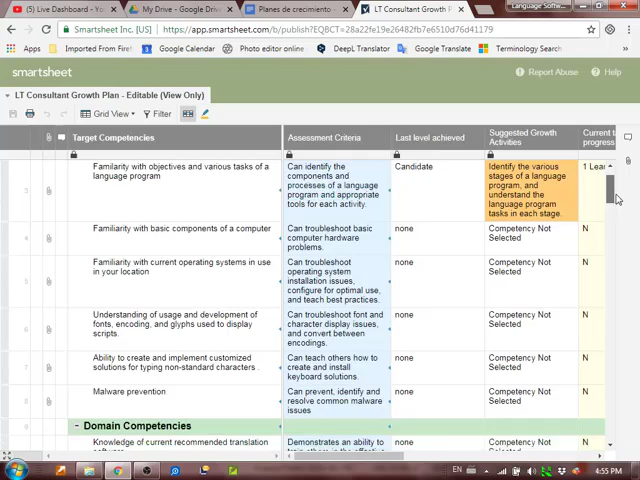 (5) Live Dashboard - Yo
My Drive - Google Drive
Planes de crecimiento -
LT Consultant Growth P
Language Softw...
Smartsheet Inc. [US]
https://app.smartsheet.com/b/publish?EQBCT=28a22fe19e26467bb6e6510d76d41179
Apps
Imported From Firefox
Google Calendar
Photo editor online
DeepL Translator
Google Translate
Terminology Search
smartsheet
Report Abuse
Help
LT Consultant Growth Plan - Editable (View Only)
Grid View
Filter
Target Competencies
Assessment Criteria
Last level achieved
Suggested Growth
Activities
Current t
progress
3
Familiarity with objectives and various tasks of a
language program
Can identify the
components and
processes of a language
program and appropriate
tools for each activity.
Candidate
Identify the various
stages of a language
program, and
understand the
language program
tasks in each stage.
1 Lear
4
Familiarity with basic components of a computer
Can troubleshoot basic
computer hardware
problems.
none
Competency Not
Selected
N
5
Familiarity with current operating systems in use
in your location
Can troubleshoot
operating system
installation issues,
configure for optimal use,
and teach best practices.
none
Competency Not
Selected
N
6
Understanding of usage and development of
fonts, encoding, and glyphs used to display
scripts.
Can troubleshoot font and
character display issues,
and convert between
encodings.
none
Competency Not
Selected
N
7
Ability to create and implement customized
solutions for typing non-standard characters .
Can teach others how to
create and install
keyboard solutions.
none
Competency Not
Selected
N
8
Malware prevention
Can prevent, identify and
resolve common malware
issues
none
Competency Not
Selected
N
9
Domain Competencies
Knowledge of current recommended translation
Demonstrates an ability to
none
Competency Not
N
EN
4:55 PM